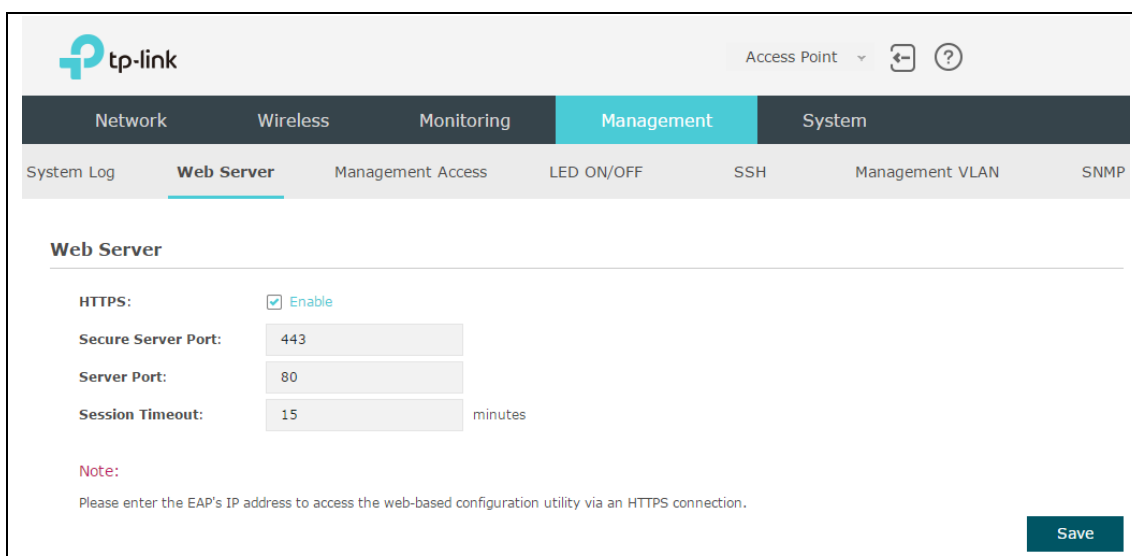 tp-link
Access Point
Network Wireless Monitoring Management System
System Log Web Server Management Access LED ON/OFF SSH Management VLAN SNMP
Web Server
HTTPS: Enable
Secure Server Port: 443
Server Port: 80
Session Timeout: 15 minutes
Note:
Please enter the EAP's IP address to access the web-based configuration utility via an HTTPS connection.
Save